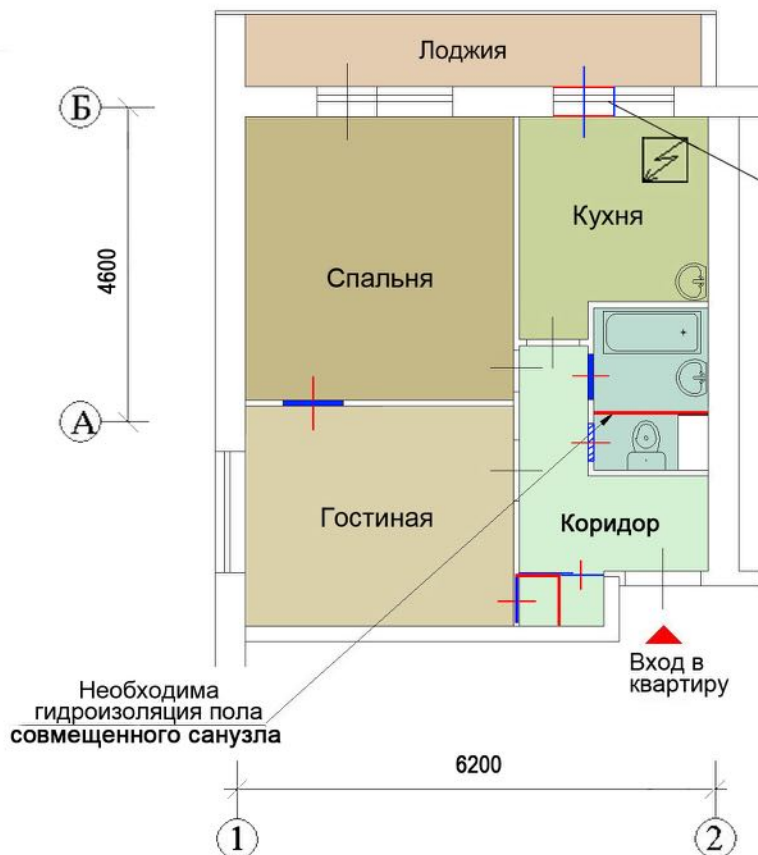 Лоджия
Б
Кухня
4600
Спальня
А
Гостиная
Коридор
Вход в
квартиру
Необходима
гидроизоляция пола
совмещенного санузла
6200
1
2